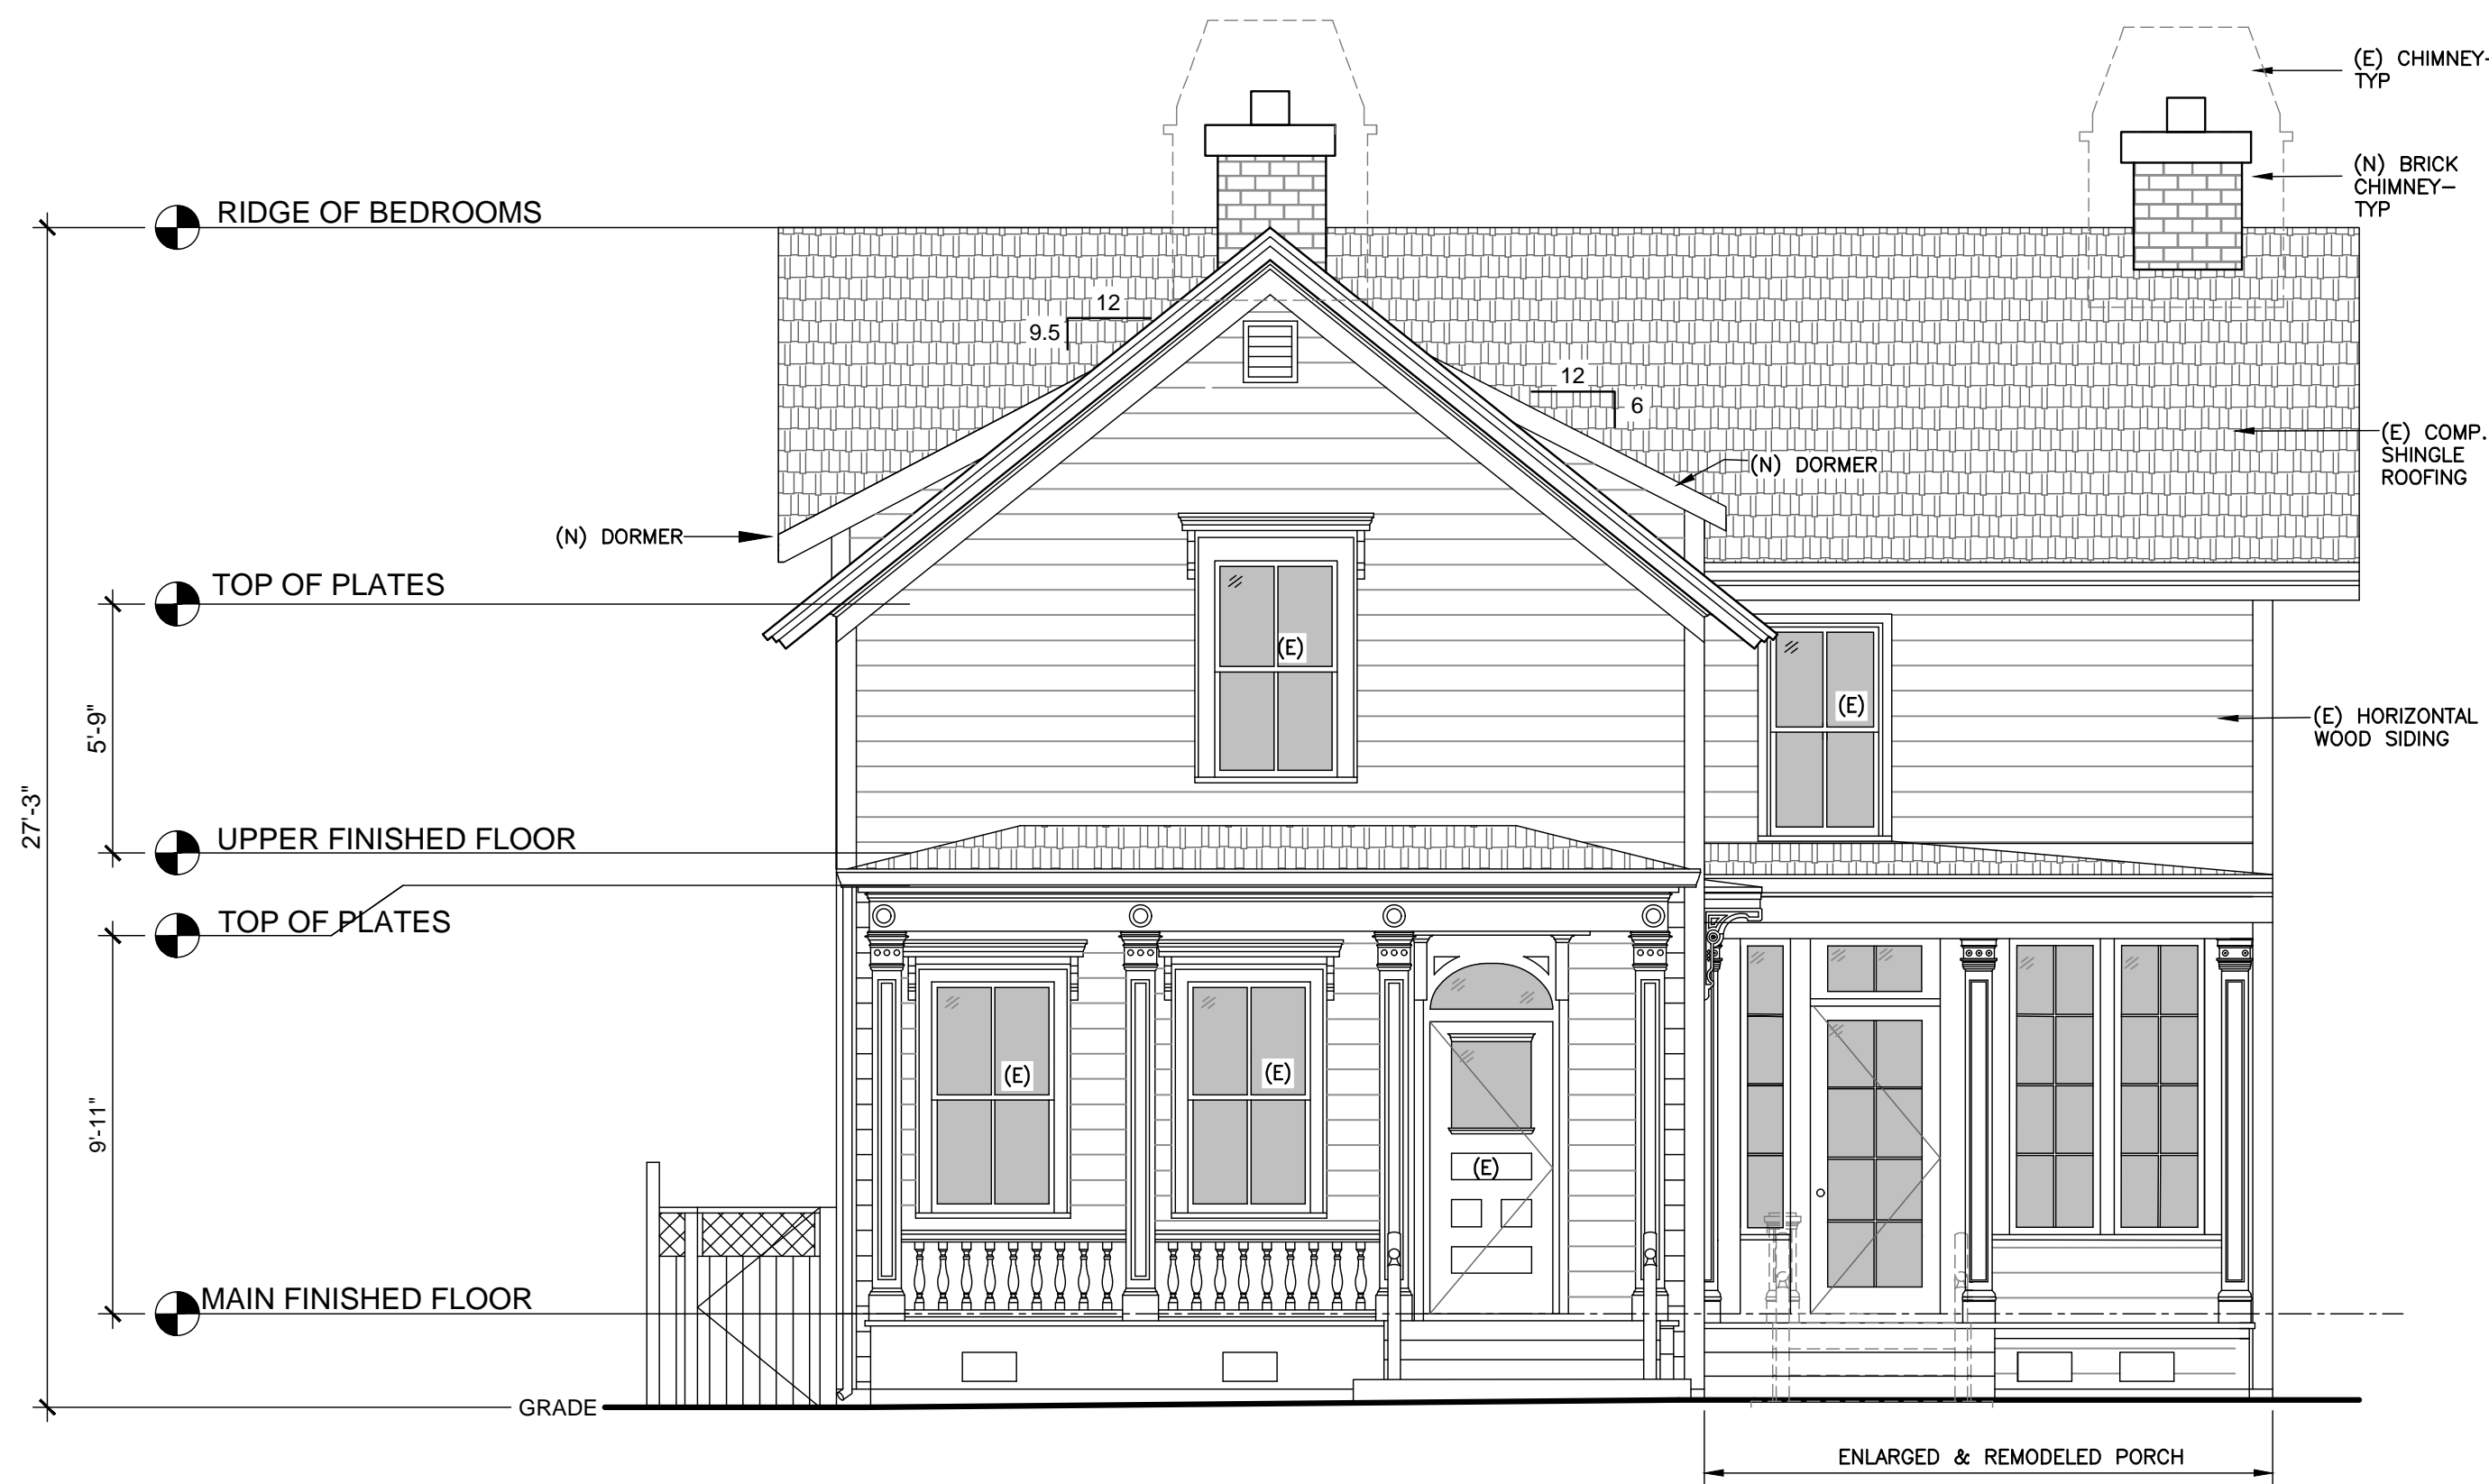 (E) CHIMNEY-
TYP
(N) BRICK
CHIMNEY-
TYP
RIDGE OF BEDROOMS
12
9.5
12
6
(E) COMP.
SHINGLE
ROOFING
(N) DORMER
(N) DORMER
TOP OF PLATES
(E)
(E)
(E) HORIZONTAL
WOOD SIDING
5'-9"
27'-3"
UPPER FINISHED FLOOR
TOP OF PLATES
(E)
(E)
9'-11"
(E)
MAIN FINISHED FLOOR
GRADE
ENLARGED & REMODELED PORCH